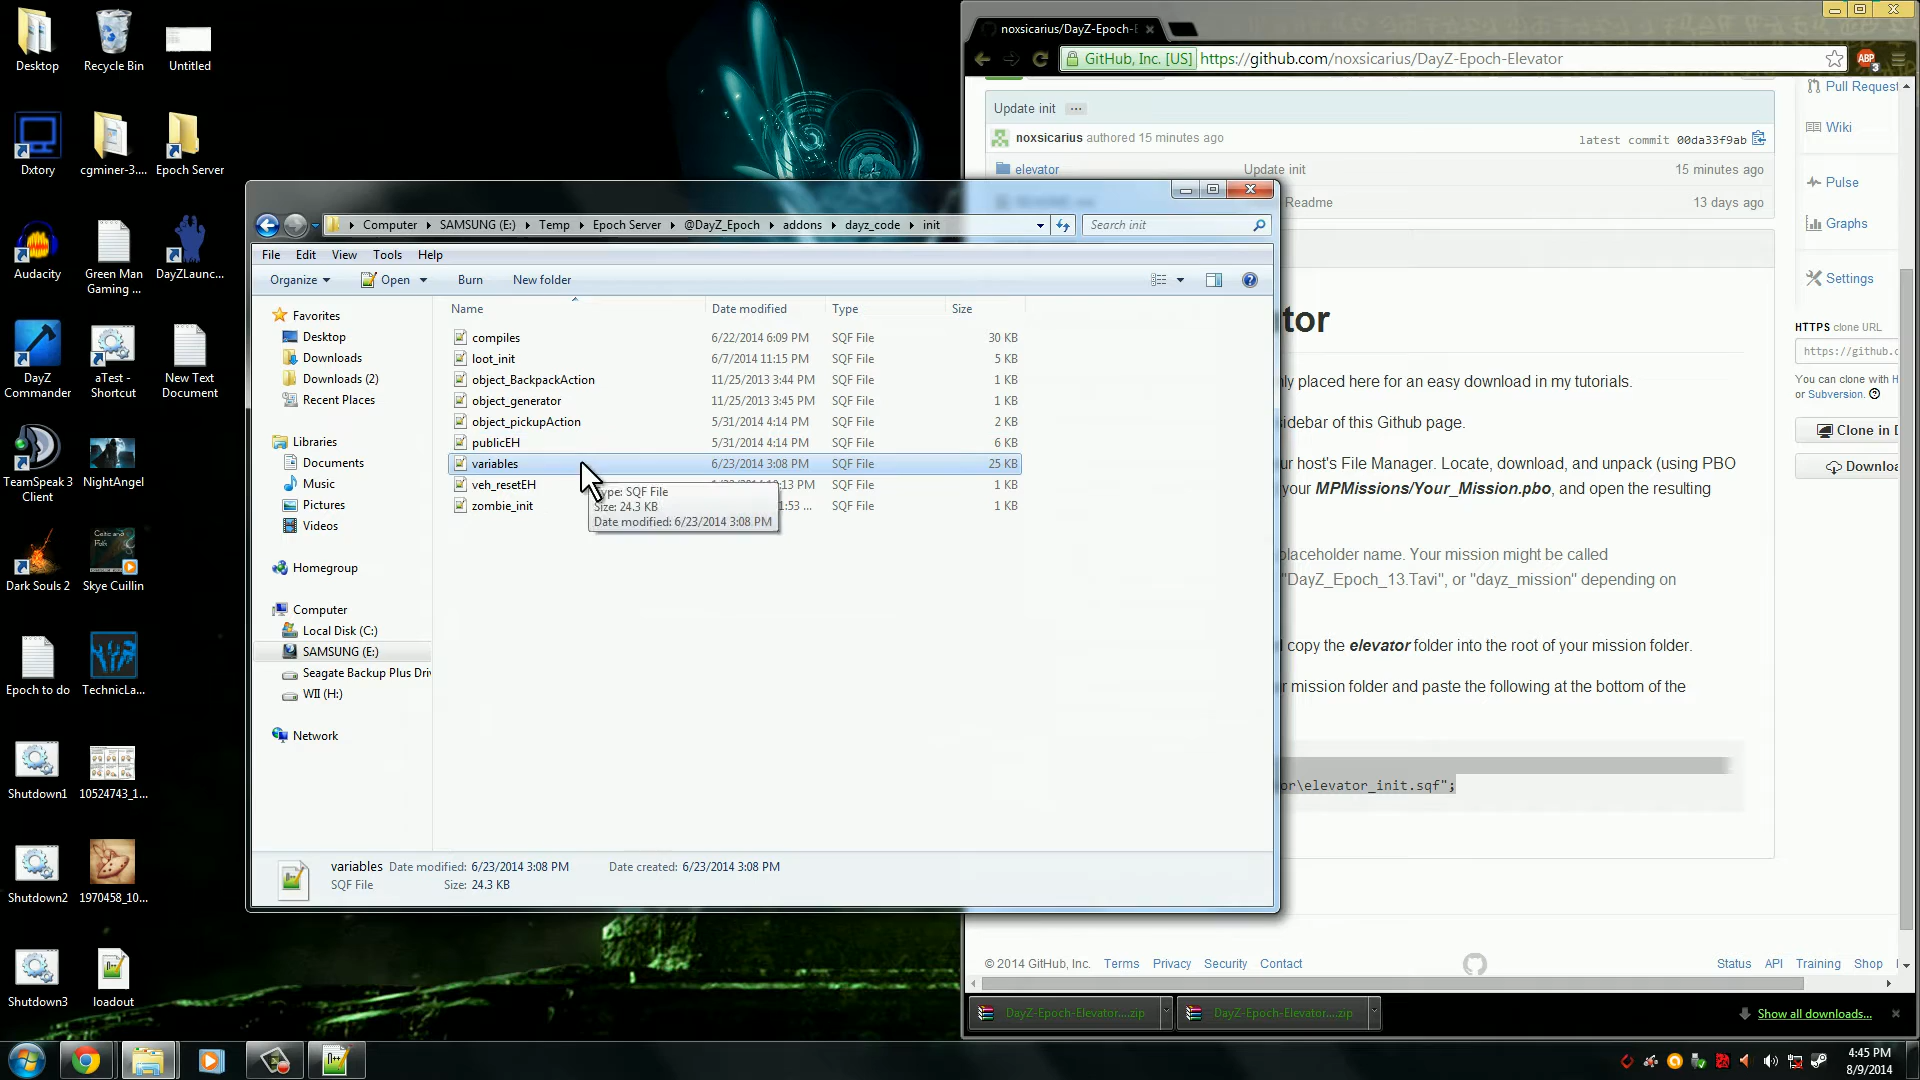 Desktop
Recycle Bin
Untitled
Dxtory
cgminer-3....
Epoch Server
Audacity
Green Man
Gaming ...
DayZLaunc...
DayZ
Commander
aTest -
Shortcut
New Text
Document
TeamSpeak 3
Client
NightAngel
Dark Souls 2
Skye Cuillin
Epoch to do
TechnicLa...
Shutdown1
10524743_1...
Shutdown2
1970458_10...
Shutdown3
loadout
Computer
SAMSUNG (E:)
Temp
Epoch Server
@DayZ_Epoch
addons
dayz_code
init
Search init
File Edit View Tools Help
Organize Open Burn New folder
Name Date modified Type Size
compiles 6/22/2014 6:09 PM SQF File 30 KB
loot_init 6/7/2014 11:15 PM SQF File 5 KB
object_BackpackAction 11/25/2013 3:44 PM SQF File 1 KB
object_generator 11/25/2013 3:45 PM SQF File 1 KB
object_pickupAction 5/31/2014 4:14 PM SQF File 2 KB
publicEH 5/31/2014 4:14 PM SQF File 6 KB
variables 6/23/2014 3:08 PM SQF File 25 KB
veh_resetEH SQF File 1 KB
zombie_init SQF File 1 KB
ype: SQF File
Size: 24.3 KB
Date modified: 6/23/2014 3:08 PM
Favorites
Desktop
Downloads
Downloads (2)
Recent Places
Libraries
Documents
Music
Pictures
Videos
Homegroup
Computer
Local Disk (C:)
SAMSUNG (E:)
Seagate Backup Plus Dri
WII (H:)
Network
variables Date modified: 6/23/2014 3:08 PM Date created: 6/23/2014 3:08 PM
SQF File Size: 24.3 KB
noxsicarius/DayZ-Epoch-E
GitHub, Inc. [US] https://github.com/noxsicarius/DayZ-Epoch-Elevator
ABP
3
Update init ...
noxsicarius authored 15 minutes ago
latest commit 00da33f9ab
elevator Update init 15 minutes ago
Readme 13 days ago
tor
nly placed here for an easy download in my tutorials.
idebar of this Github page.
ur host's File Manager. Locate, download, and unpack (using PBO
your MPMissions/Your_Mission.pbo, and open the resulting
placeholder name. Your mission might be called
"DayZ_Epoch_13.Tavi", or "dayz_mission" depending on
copy the elevator folder into the root of your mission folder.
r mission folder and paste the following at the bottom of the
or\elevator_init.sqf";
Pull Reques
Wiki
Pulse
Graphs
Settings
HTTPS clone URL
https://github.c
You can clone with H
or Subversion.
Clone in D
Downloa
© 2014 GitHub, Inc. Terms Privacy Security Contact
Status API Training Shop
DayZ-Epoch-Elevator....zip
DayZ-Epoch-Elevator....zip
Show all downloads...
4:45 PM
8/9/2014